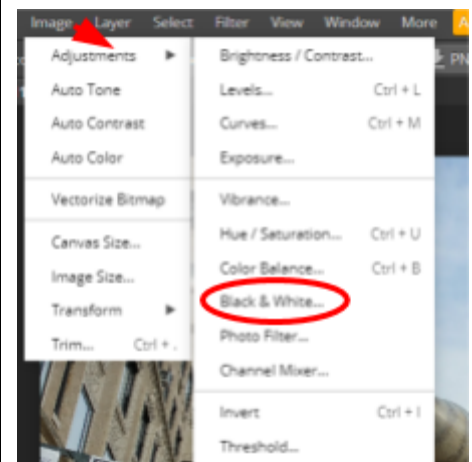 Image Layer Select Filter View Window More A
PN
Adjustments
Auto Tone
Auto Contrast
Auto Color
Vectorize Bitmap
Canvas Size...
Image Size...
Transform
Trim... Ctrl + .
Brightness / Contrast...
Levels... Ctrl + L
Curves... Ctrl + M
Exposure...
Vibrance...
Hue / Saturation... Ctrl + U
Color Balance... Ctrl + B
Black & White...
Photo Filter...
Channel Mixer...
Invert Ctrl + I
Threshold...